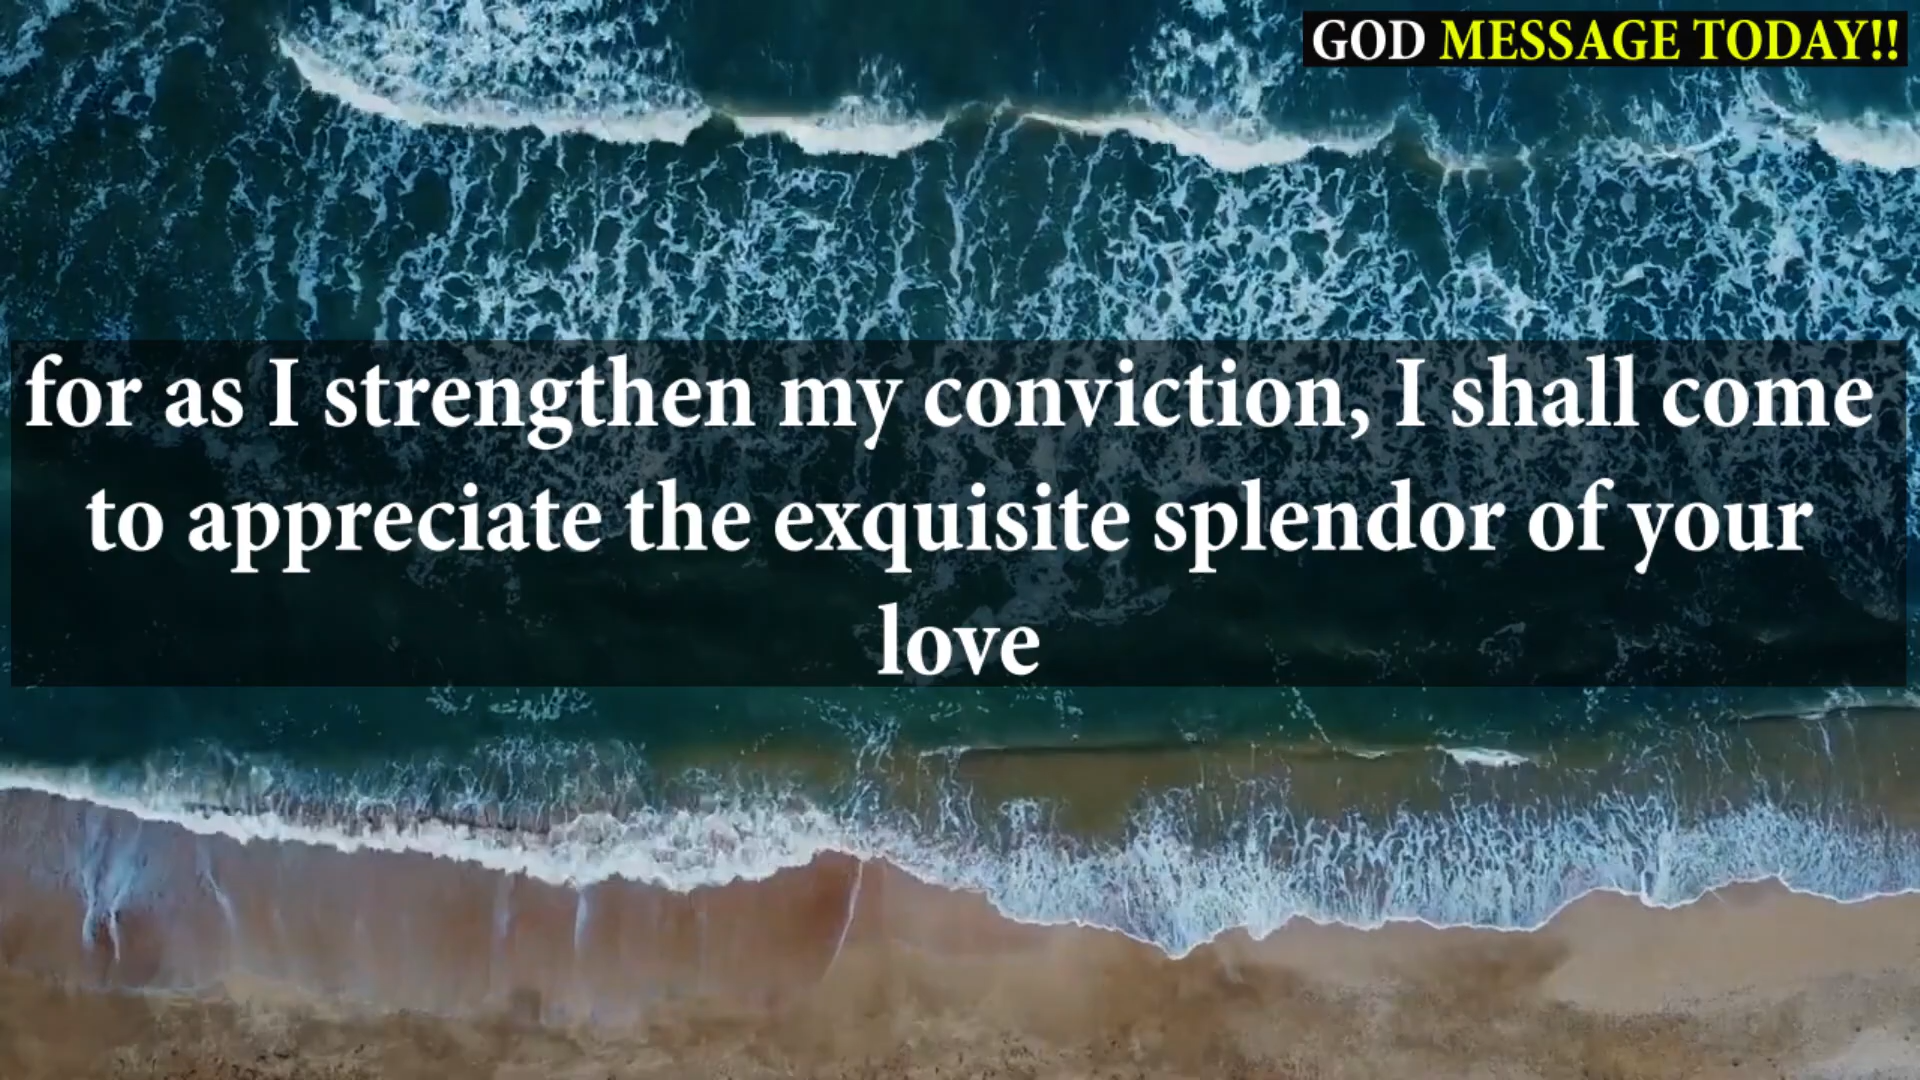 GOD MESSAGE TODAY!!
for as I strengthen my conviction, I shall come
to appreciate the exquisite splendor of your
love